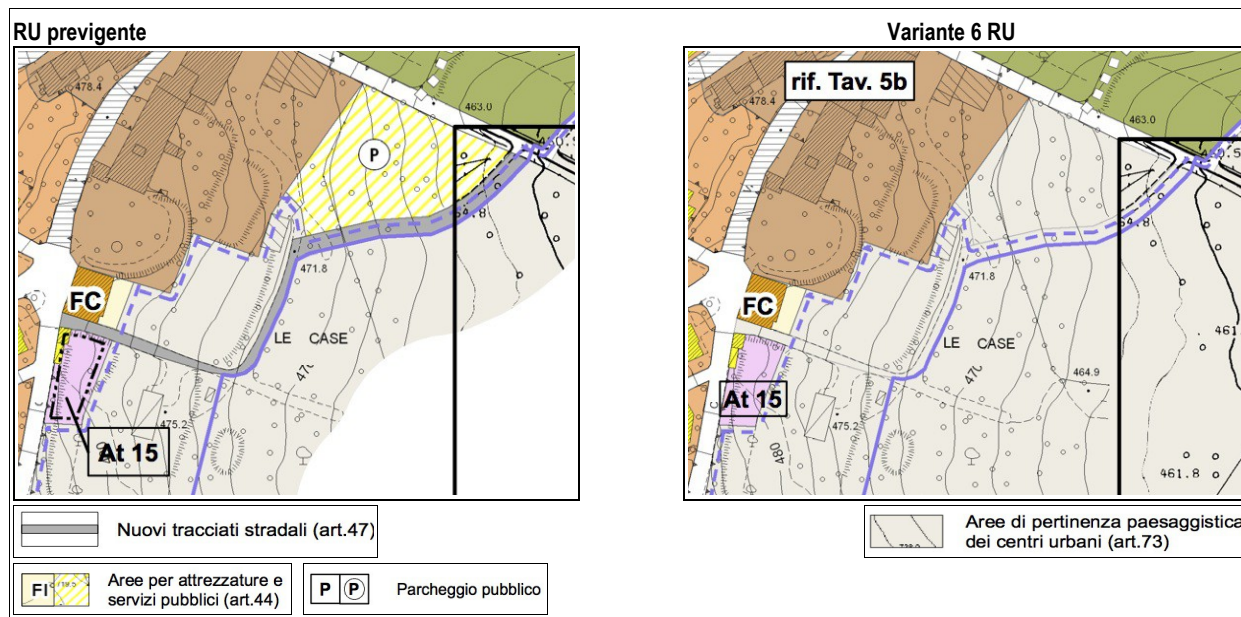 RU previgente
Variante 6 RU
478.4
463.0
P
471.8
FC
LE CASE
475.2
At 15
rif. Tav. 5b
478.4
463.0
471.8
FC
LE CASE
464.9
At 15
475.2
480
461.8
Nuovi tracciati stradali (art.47)
Aree di pertinenza paesaggistica
dei centri urbani (art.73)
FI
Aree per attrezzature e
servizi pubblici (art.44)
P P
Parcheggio pubblico